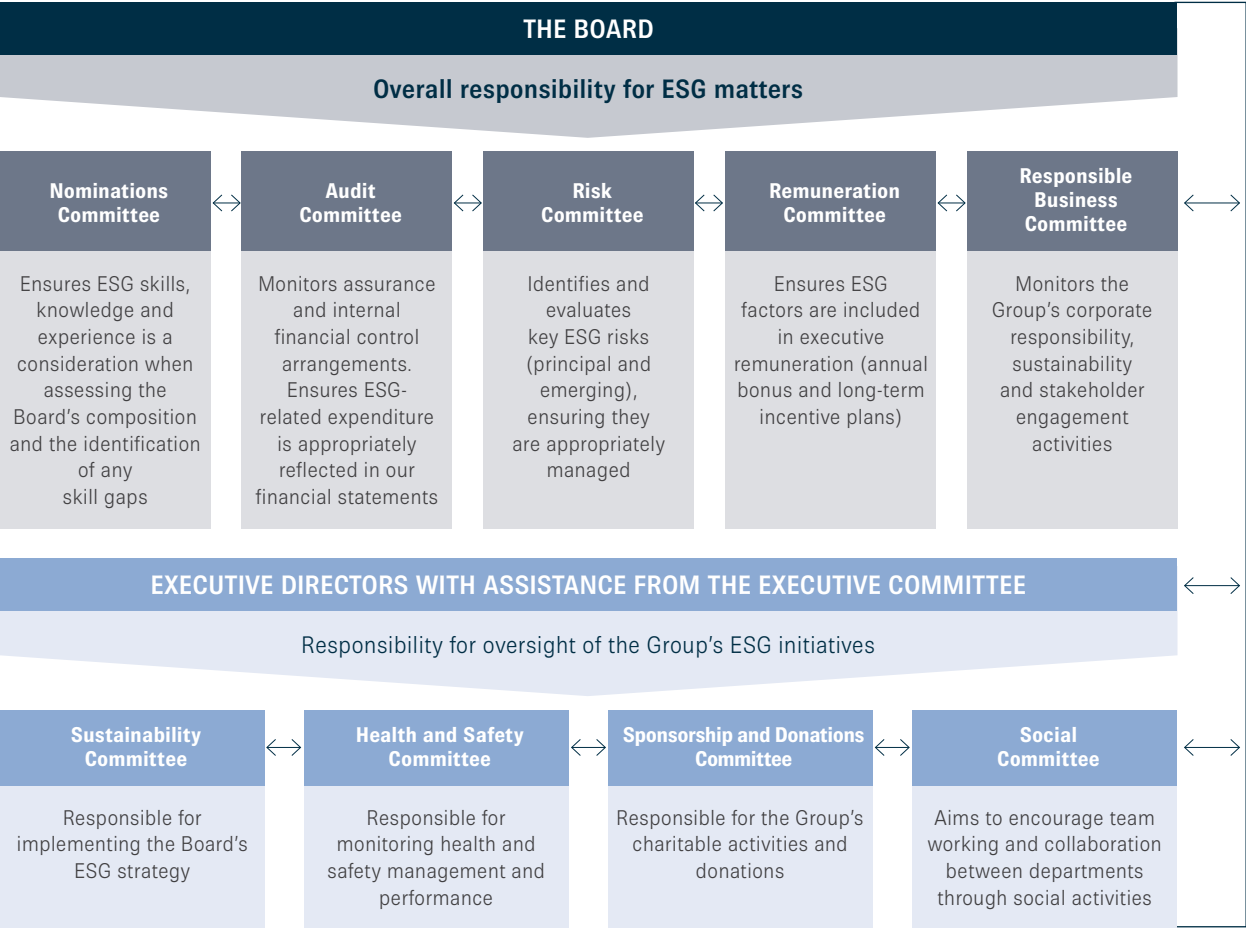 THE BOARD
Overall responsibility for ESG matters
Nominations
Committee
Ensures ESG skills,
knowledge and
experience is a
consideration when
assessing the
Board's composition
and the identification
of any
skill gaps
Audit
Committee
Monitors assurance
and internal
financial control
arrangements.
Ensures ESG-
related expenditure
is appropriately
reflected in our
financial statements
Risk
Committee
Identifies and
evaluates
key ESG risks
(principal and
emerging),
ensuring they
are appropriately
managed
Remuneration
Committee
Ensures ESG
factors are included
in executive
remuneration (annual
bonus and long-term
incentive plans)
Responsible
Business
Committee
Monitors the
Group's corporate
responsibility,
sustainability
and stakeholder
engagement
activities
EXECUTIVE DIRECTORS WITH ASSISTANCE FROM THE EXECUTIVE COMMITTEE
Responsibility for oversight of the Group's ESG initiatives
Sustainability
Committee
Responsible for
implementing the Board's
ESG strategy
Health and Safety
Committee
Responsible for
monitoring health and
safety management and
performance
Sponsorship and Donations
Committee
Responsible for the Group's
charitable activities and
donations
Social
Committee
Aims to encourage team
working and collaboration
between departments
through social activities